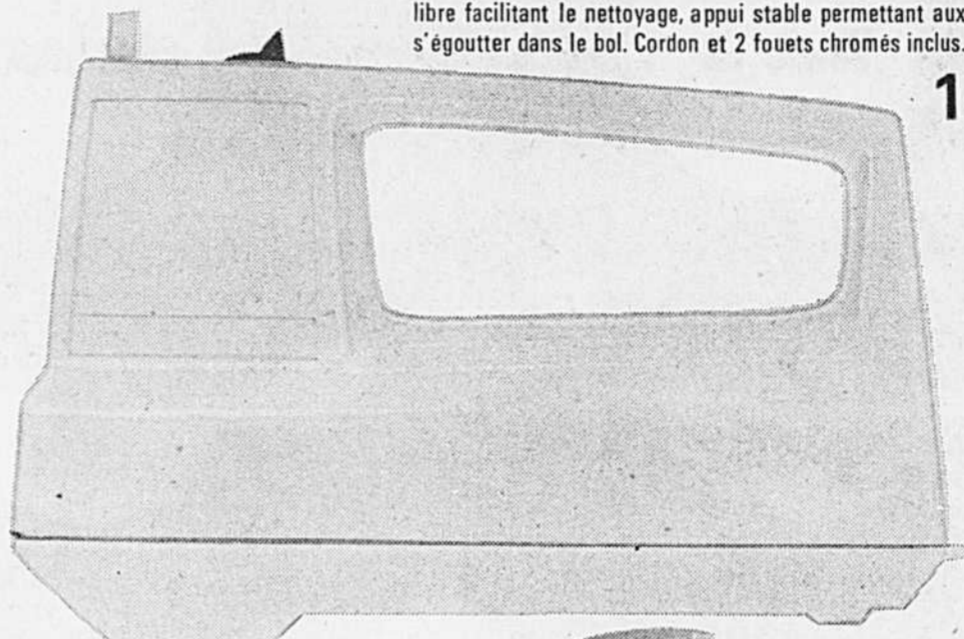 libre facilitant le nettoyage, appui stable permettant aux
s'égoutter dans le bol. Cordon et 2 fouets chromés inclus.
1